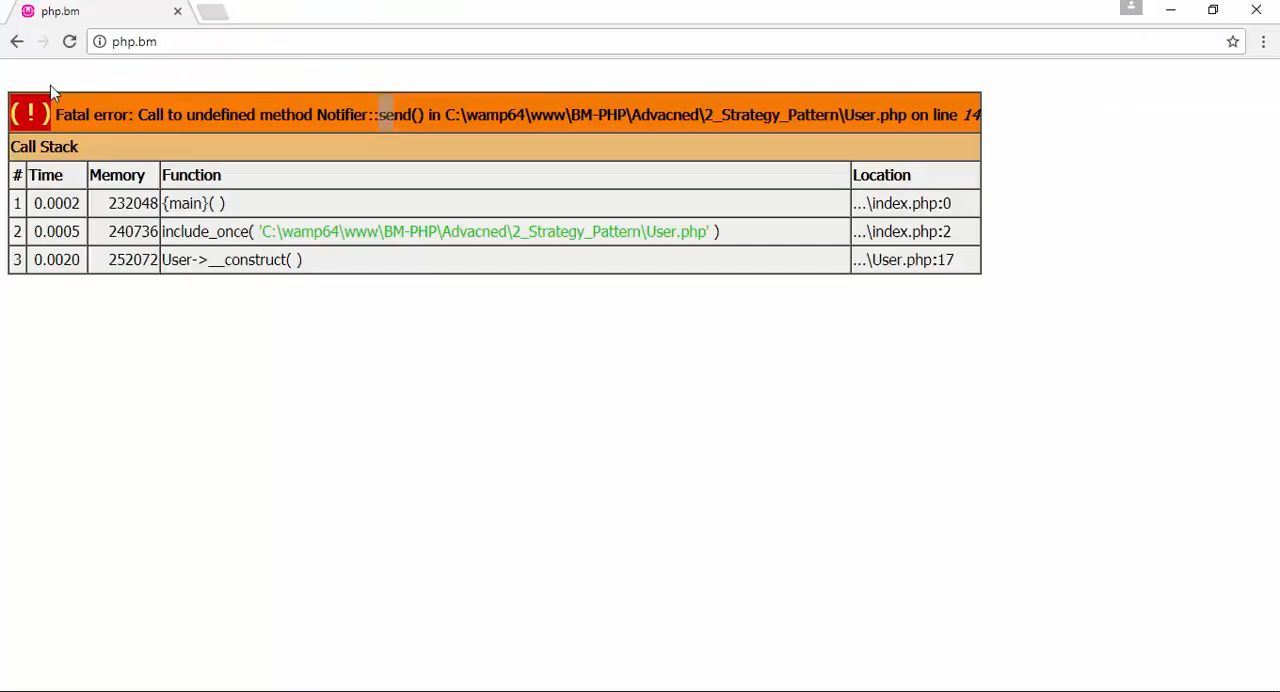 php.bm
php.bm
( ! ) Fatal error: Call to undefined method Notifier::send() in C:\wamp64\www\BM-PHP\Advacned\2_Strategy_Pattern\User.php on line 14
Call Stack
# Time Memory Function Location
1 0.0002 232048 {main}( ) ...\index.php:0
2 0.0005 240736 include_once( 'C:\wamp64\www\BM-PHP\Advacned\2_Strategy_Pattern\User.php' ) ...\index.php:2
3 0.0020 252072 User->__construct( ) ...\User.php:17